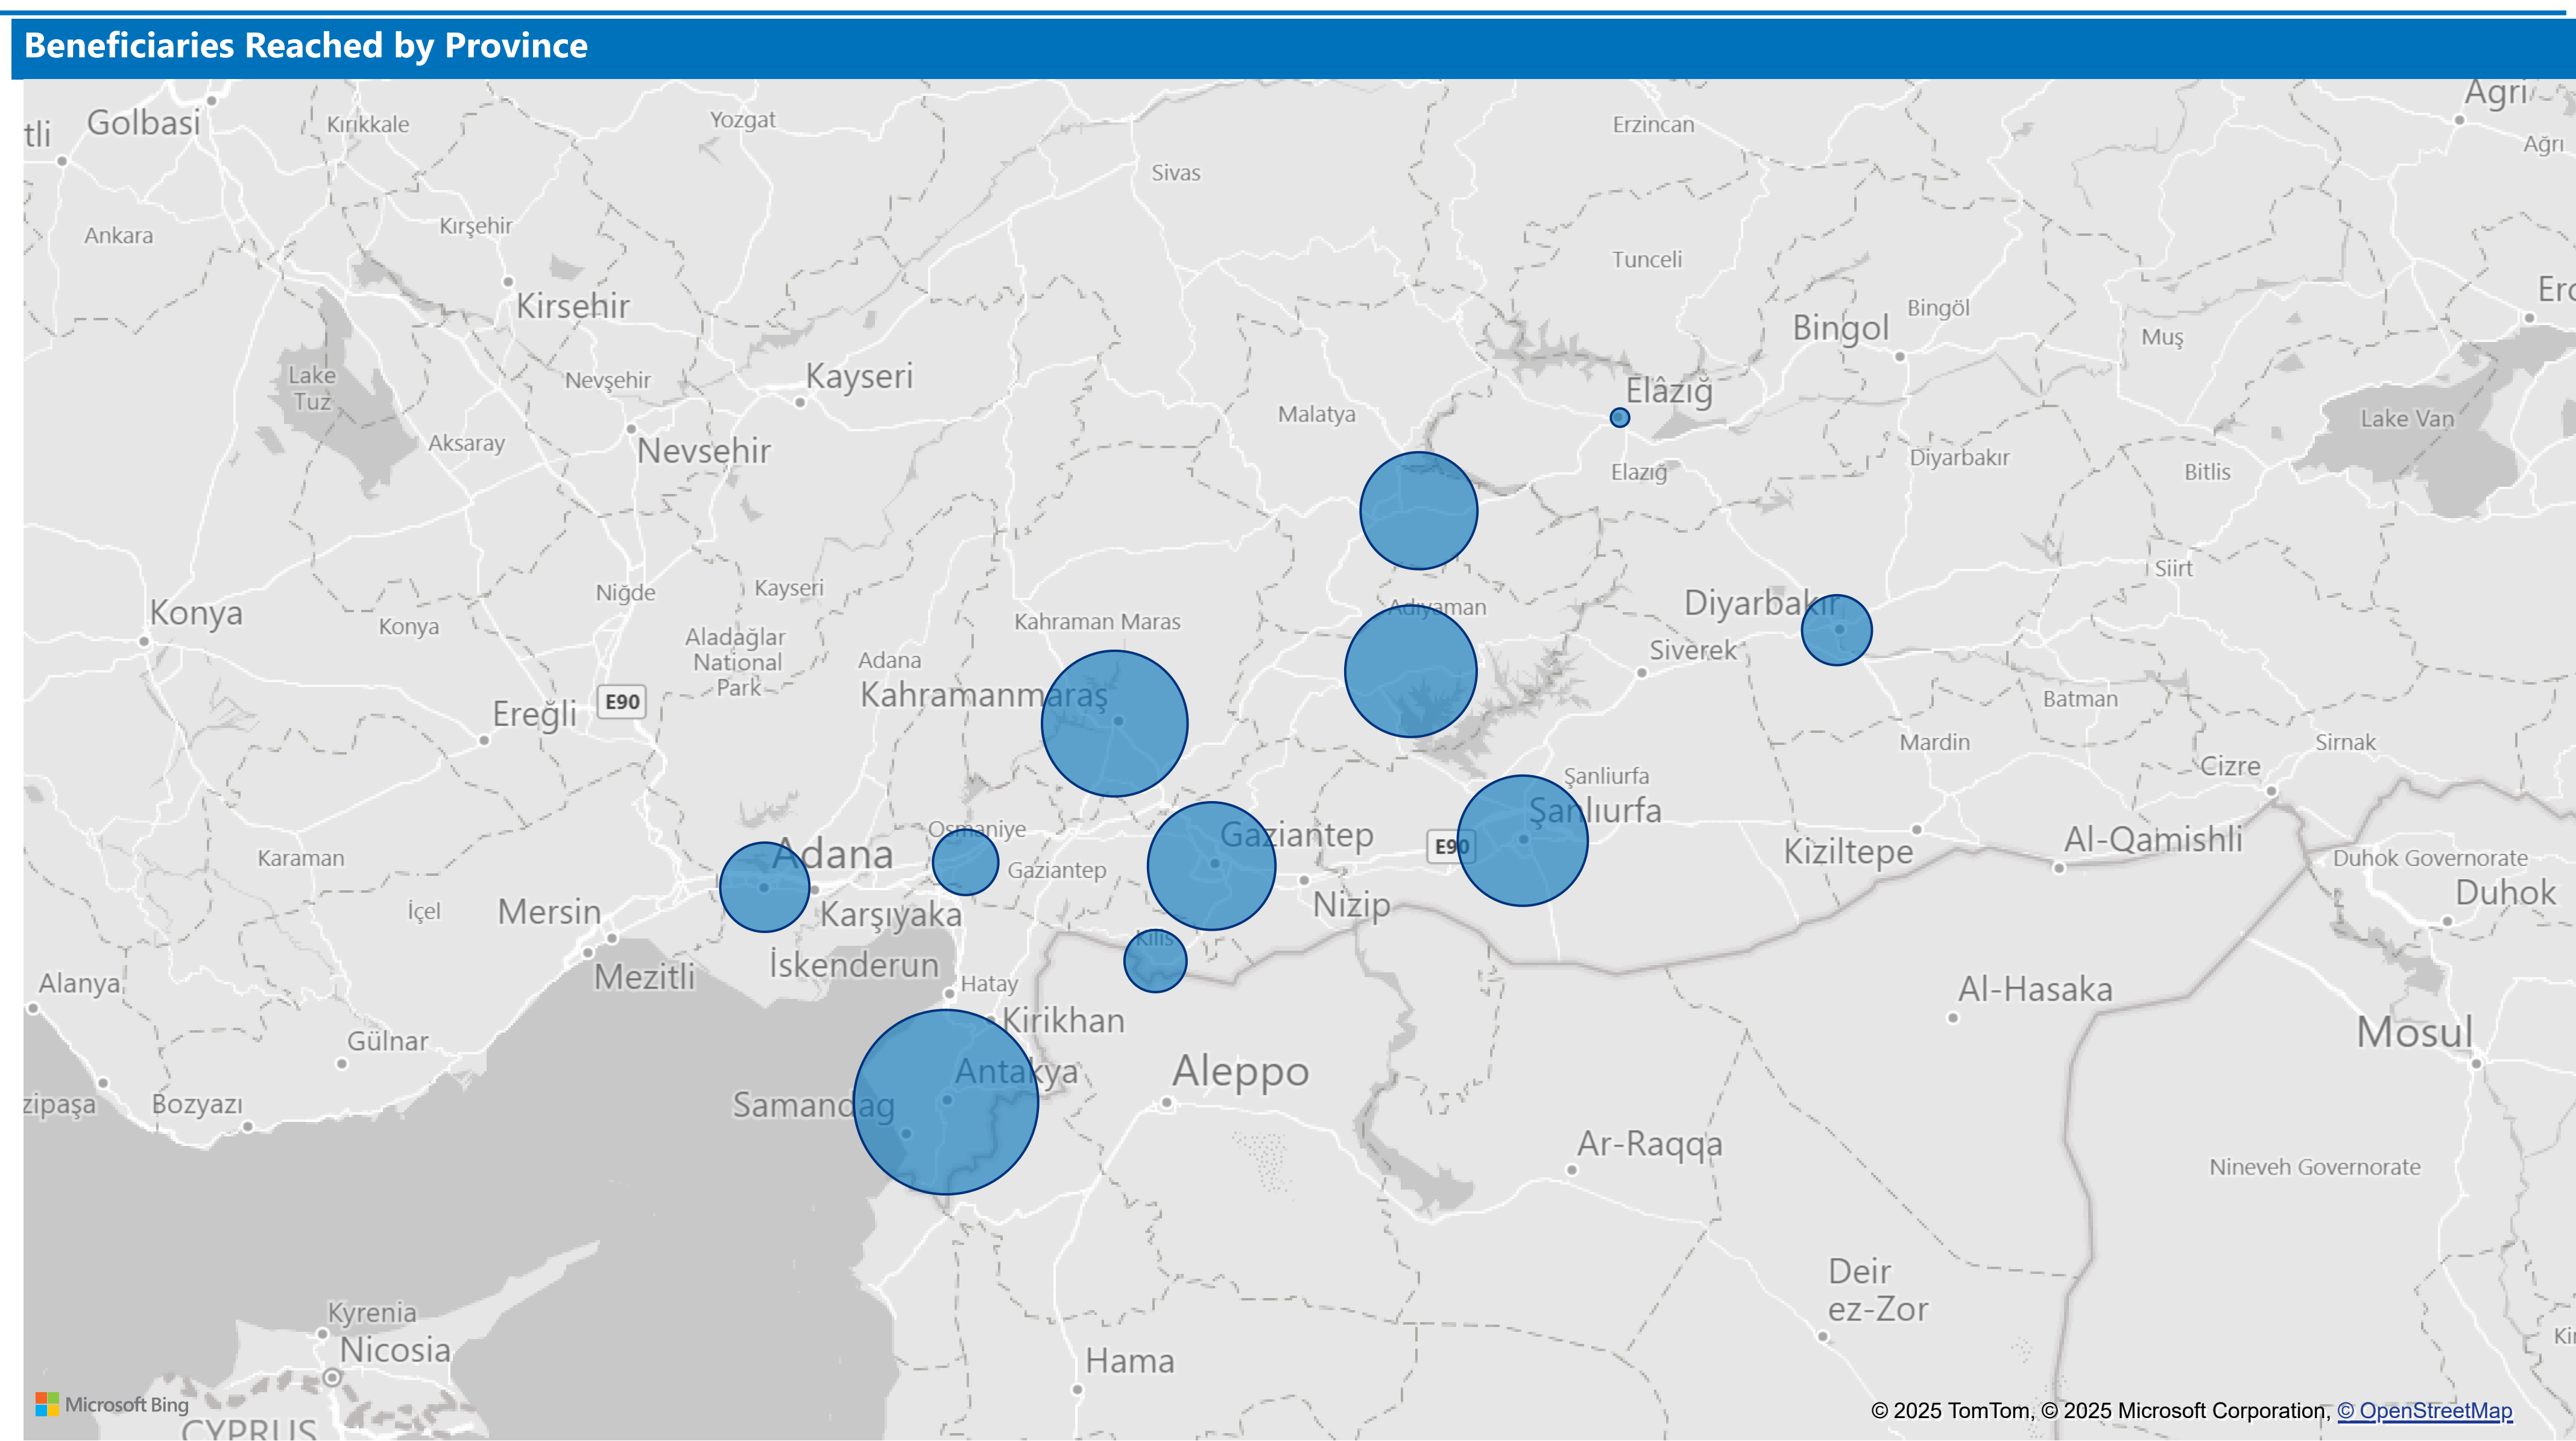 Beneficiaries Reached by Province
Agri
tli
Golbasi
Kırıkkale
Yozgat
Erzincan
Ağrı
Sivas
Ankara
Kırşehir
Tunceli
Kirsehir
Bingol
Bingöl
Muş
Lake
Tuz
Nevşehir
Kayseri
Elâzığ
Malatya
Lake Van
Aksaray
Nevsehir
Elazığ
Diyarbakır
Bitlis
Siirt
Niğde
Kayseri
Konya
Konya
Kahraman Maras
Adıyaman
Diyarbakır
Aladağlar
National
Park
Adana
Siverek
Kahramanmaraş
Batman
E90
Ereğli
Mardin
Sirnak
Şanliurfa
Cizre
Şanlıurfa
Osmaniye
Gaziantep
E90
Al-Qamishli
Karaman
Adana
Gaziantep
Kiziltepe
Duhok Governorate
Duhok
İçel
Mersin
Karşıyaka
Nizip
Kilis
İskenderun
Mezitli
Alanya
Hatay
Al-Hasaka
Kirikhan
Mosul
Gülnar
Antakya
Aleppo
zipaşa
Bozyazı
Samandag
Ar-Raqqa
Nineveh Governorate
Deir
ez-Zor
Kyrenia
Nicosia
Hama
Microsoft Bing
CYPRUS
© 2025 TomTom, © 2025 Microsoft Corporation, © OpenStreetMap